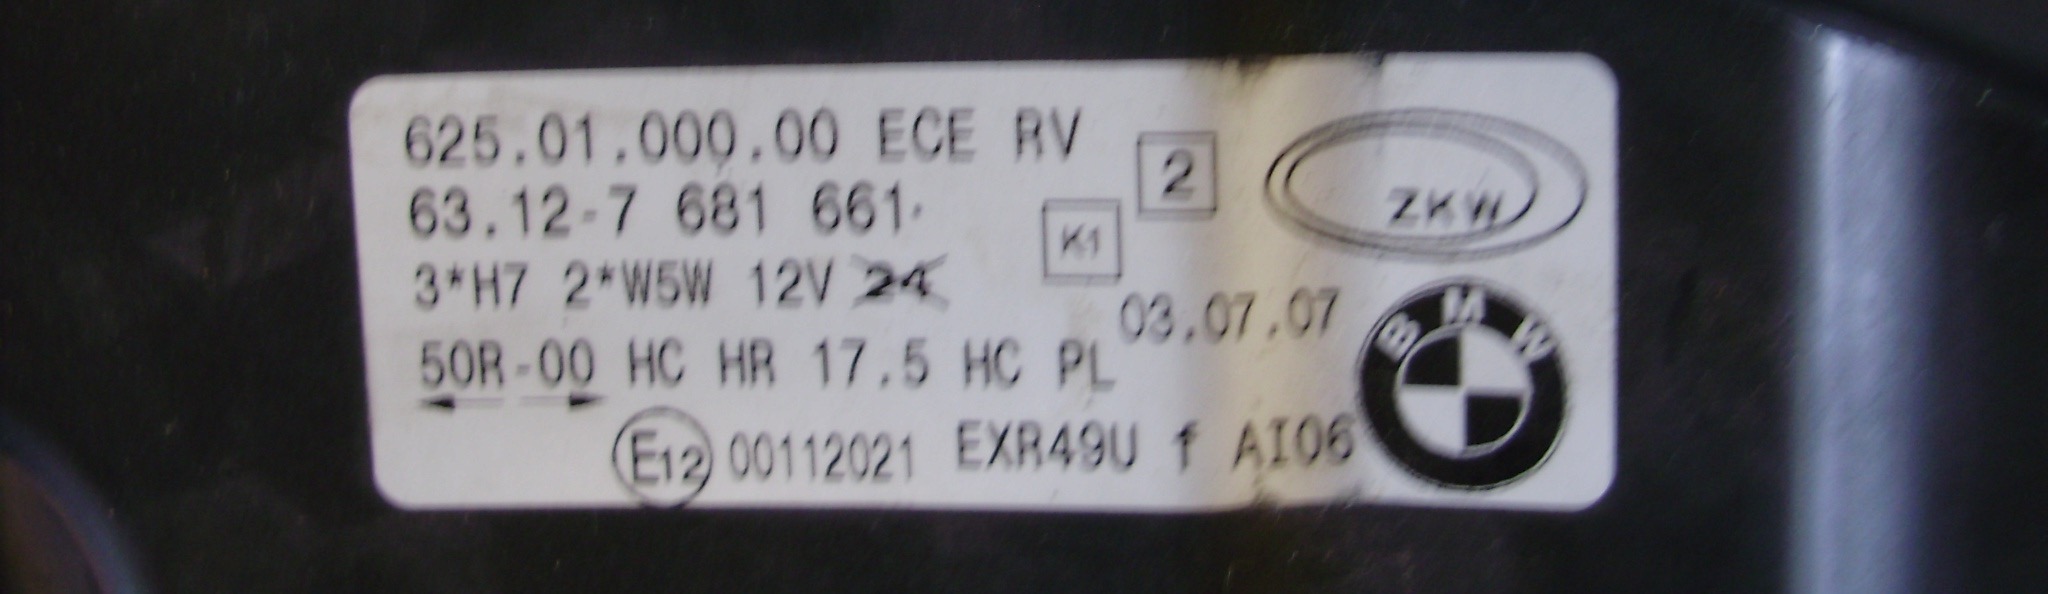 625.01.000.00 ECE RV
2
ZKW
63.12-7 681 661
K1
3*H7 2*W5W 12V 24
03.07.07
BMW
50R-00 HC HR 17.5 HC PL
E12 00112021 EXR49U f AI06